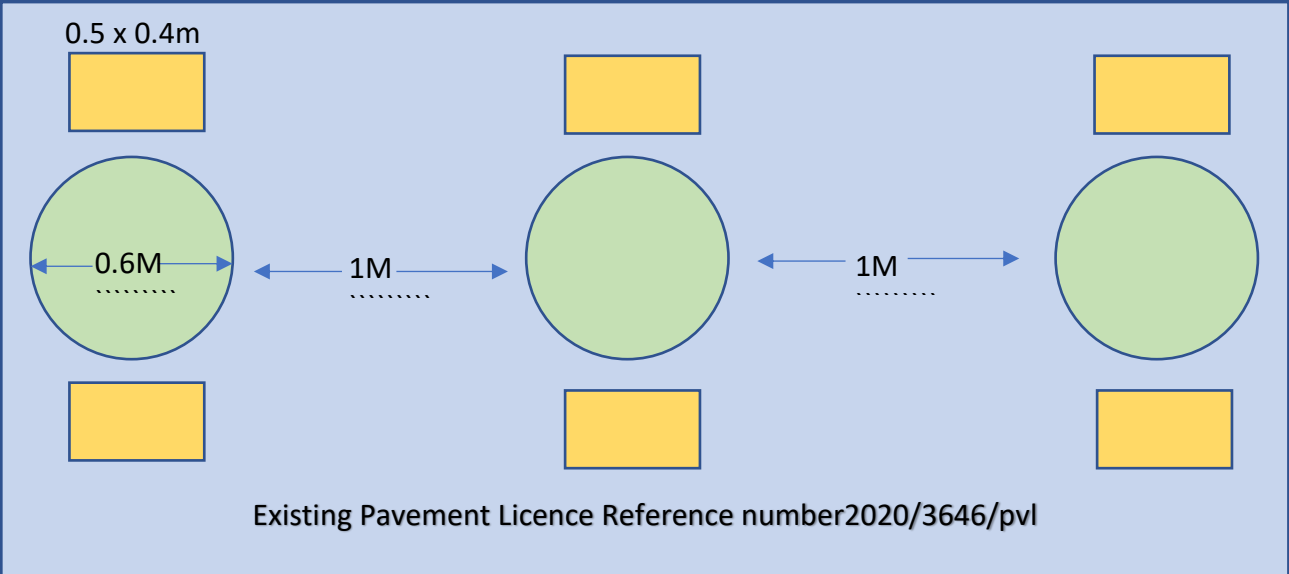 0.5 x 0.4m
0.6M
1M
1M
Existing Pavement Licence Reference number2020/3646/pvl